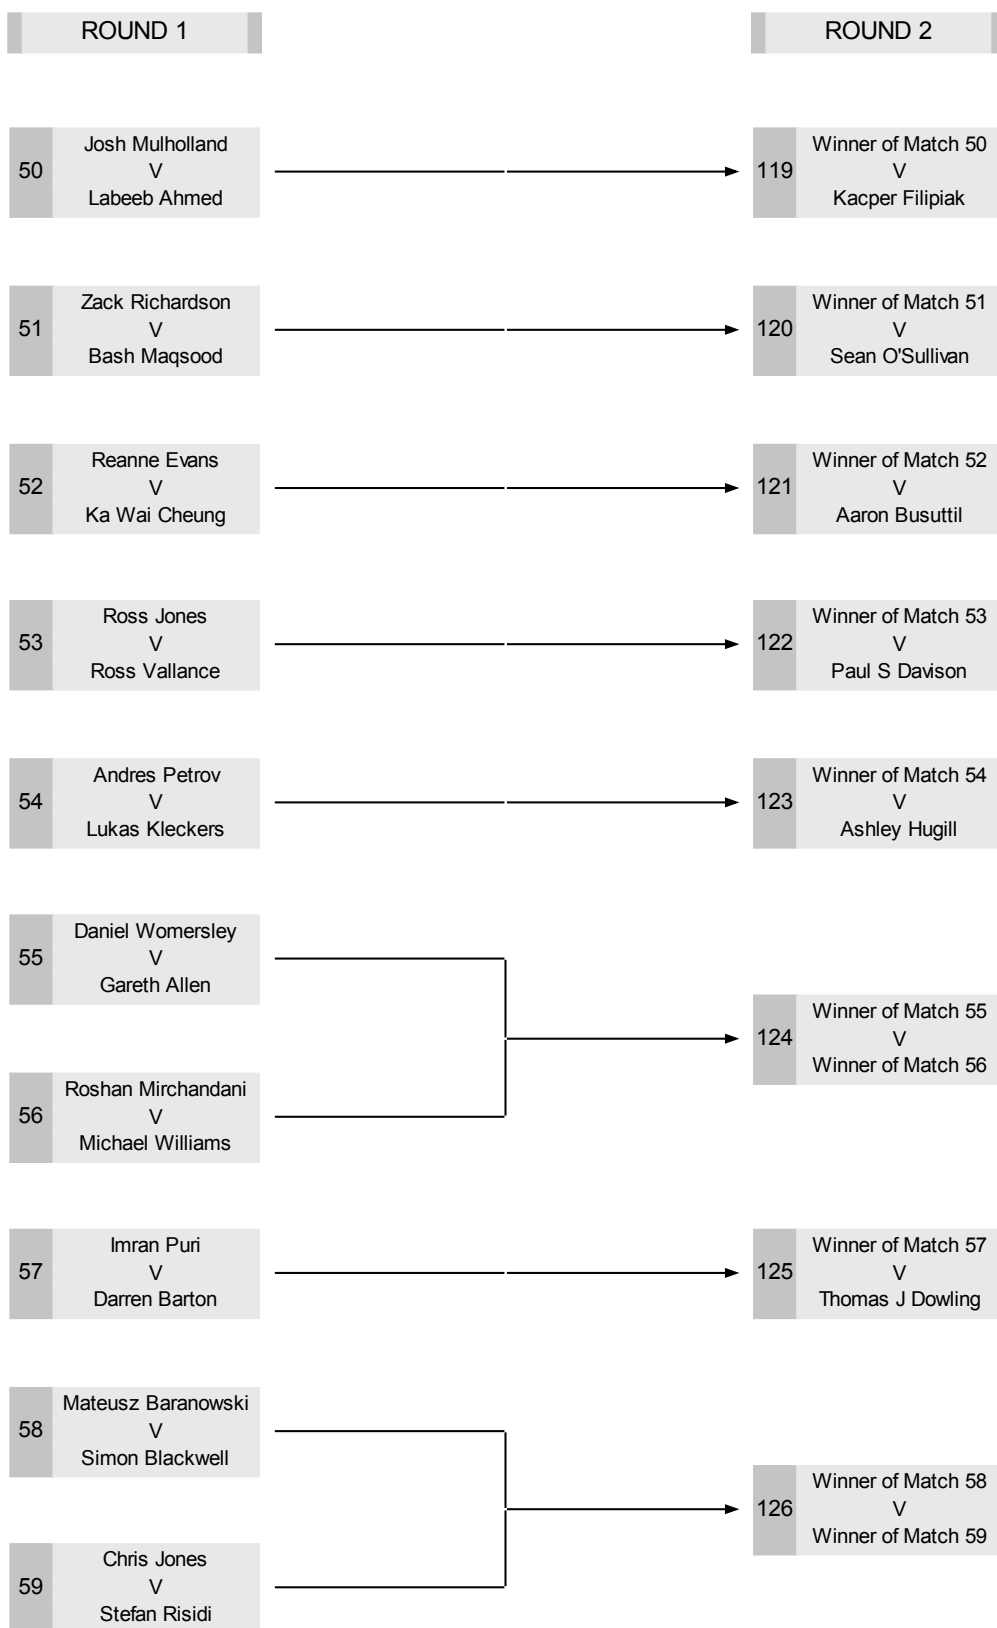 ROUND 1
ROUND 2
50
Josh Mulholland
V
Labeeb Ahmed
119
Winner of Match 50
V
Kacper Filipiak
51
Zack Richardson
V
Bash Maqsood
120
Winner of Match 51
V
Sean O'Sullivan
52
Reanne Evans
V
Ka Wai Cheung
121
Winner of Match 52
V
Aaron Busuttil
53
Ross Jones
V
Ross Vallance
122
Winner of Match 53
V
Paul S Davison
54
Andres Petrov
V
Lukas Kleckers
123
Winner of Match 54
V
Ashley Hugill
55
Daniel Womersley
V
Gareth Allen
124
Winner of Match 55
V
Winner of Match 56
56
Roshan Mirchandani
V
Michael Williams
57
Imran Puri
V
Darren Barton
125
Winner of Match 57
V
Thomas J Dowling
58
Mateusz Baranowski
V
Simon Blackwell
126
Winner of Match 58
V
Winner of Match 59
59
Chris Jones
V
Stefan Risidi